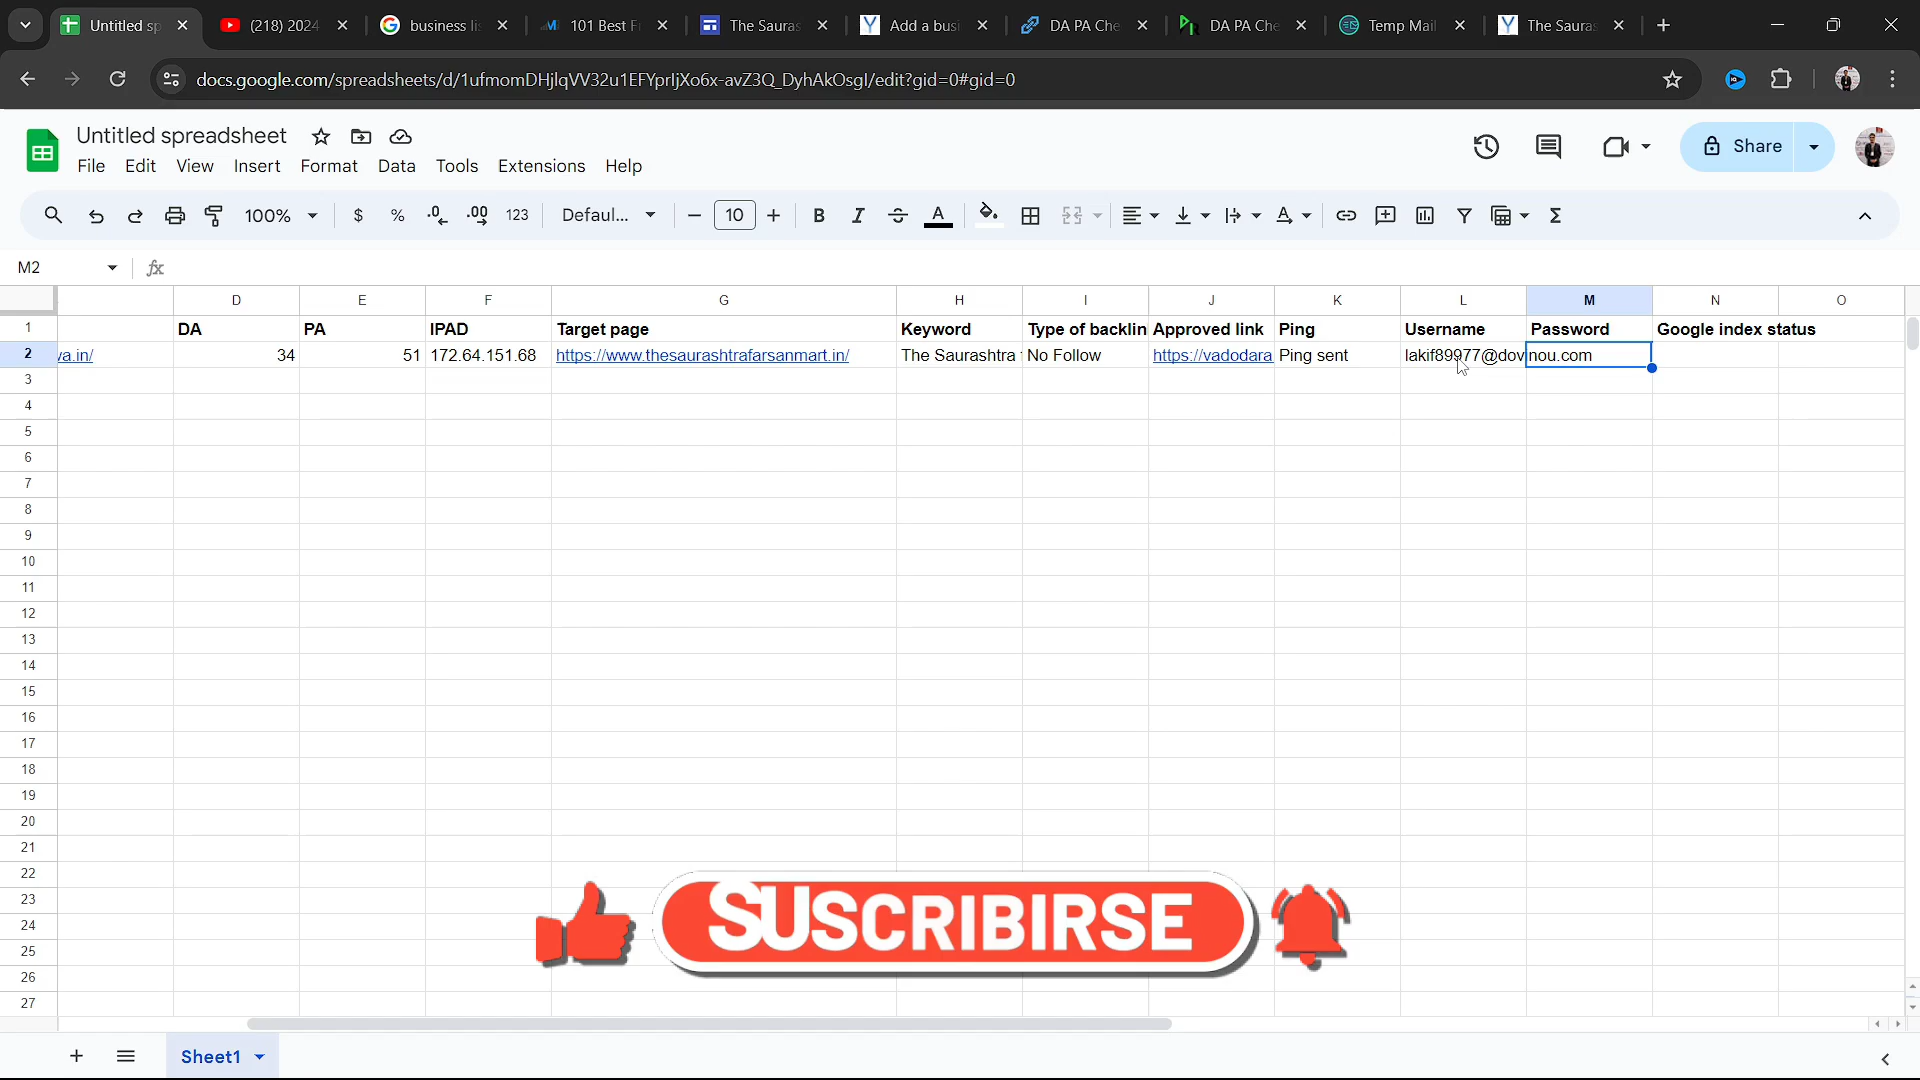 Untitled sp
(218) 2024
business lis
101 Best F
The Sauras
Add a busi
DA PA Che
DA PA Che
Temp Mail
The Sauras
docs.google.com/spreadsheets/d/1ufmomDHjlqVV32u1EFYprljXo6x-avZ3Q_DyhAkOsgI/edit?gid=0#gid=0
Untitled spreadsheet
File Edit View Insert Format Data Tools Extensions Help
Share
100% $ % .0 .00 123 Defaul... 10 B I S A
M2 fx
D E F G H I J K L M N O
1 DA PA IPAD Target page Keyword Type of backlin Approved link Ping Username Password Google index status
2 va.in/ 34 51 172.64.151.68 https://www.thesaurashtrafarsanmart.in/ The Saurashtra No Follow https://vadodara Ping sent lakif89977@dovinou.com
3
4
5
6
7
8
9
10
11
12
13
14
15
16
17
18
19
20
21
22
23
24
25
26
27
SUSCRIBIRSE
Sheet1